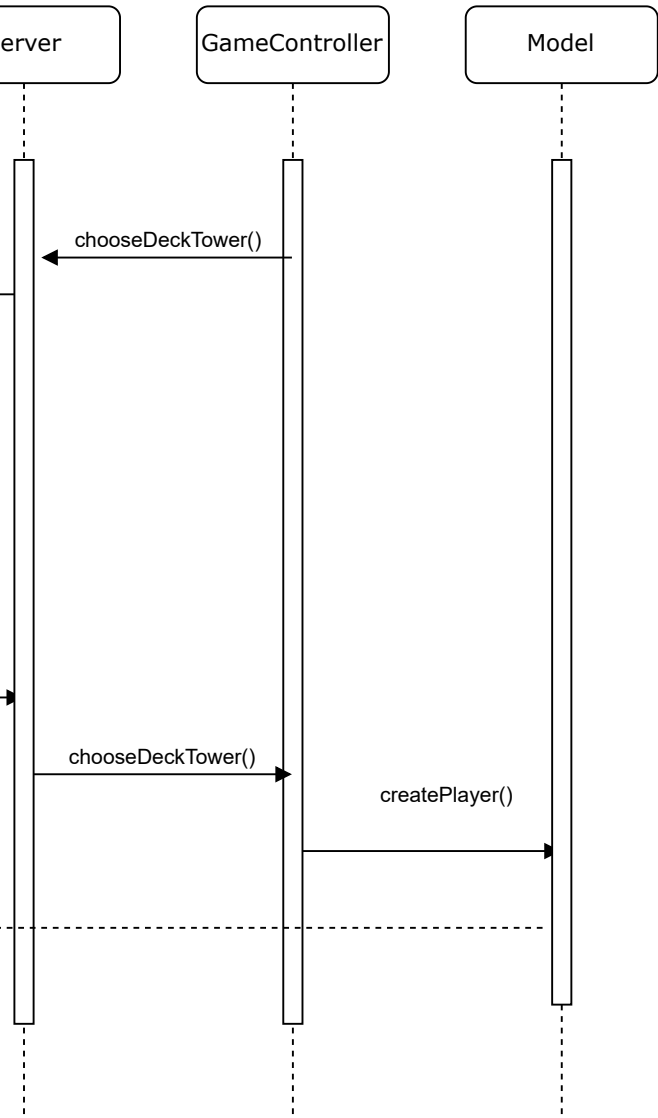 erver
GameController
Model
chooseDeckTower()
chooseDeckTower()
createPlayer()